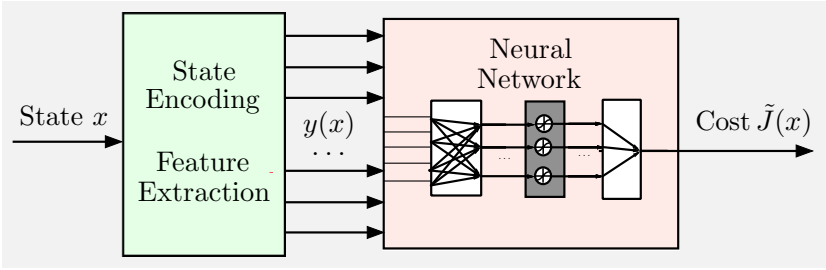 State x
State
Encoding
Feature
Extraction
y(x)
. . .
Neural
Network
...
...
Cost J̃(x)